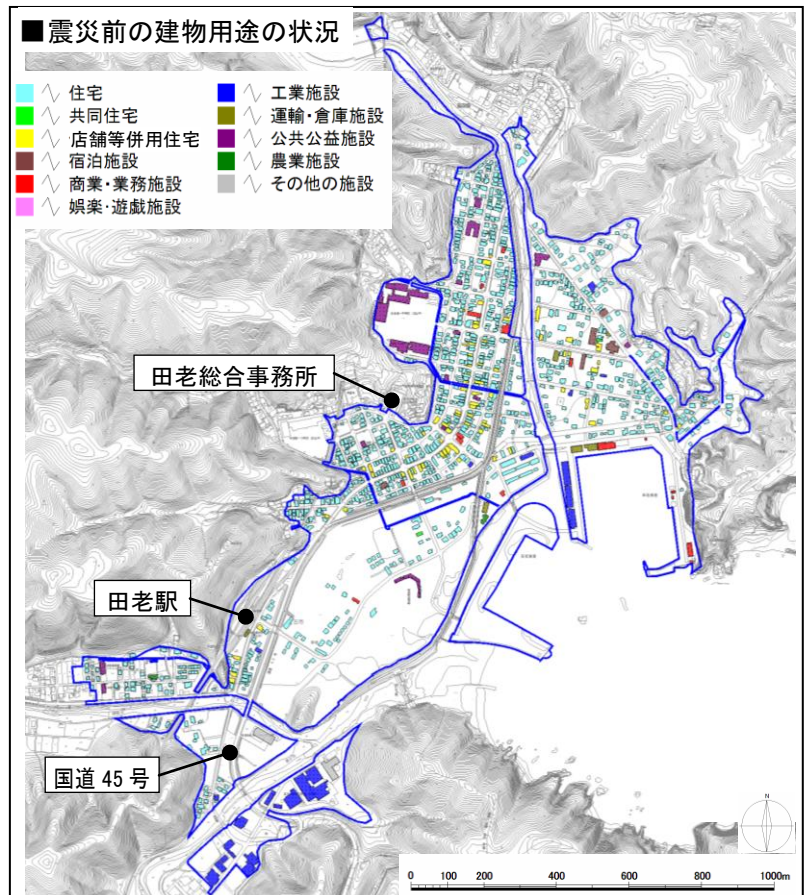 ■震災前の建物用途の状況
住宅
共同住宅
店舗等併用住宅
宿泊施設
商業・業務施設
娯楽・遊戯施設
工業施設
運輸・倉庫施設
公共公益施設
農業施設
その他の施設
田老総合事務所
田老駅
国道 45 号
N
0 200 400 600 800 1000m